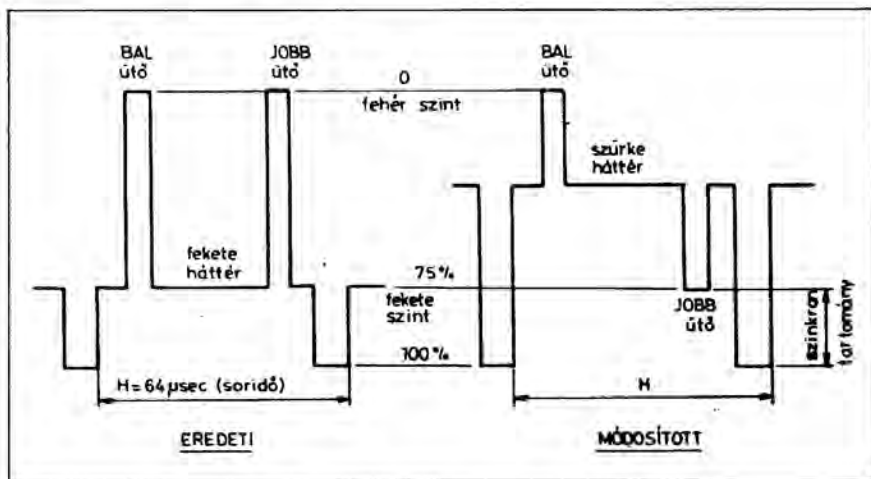 BAL
ütő
JOBB
ütő
0
fehér szint
BAL
ütő
szürke
háttér
fekete
háttér
75%
fekete
szint
100%
JOBB
ütő
szinkron
tartomány
H=64 µsec (soridő)
H
EREDETI
MÓDOSÍTOTT